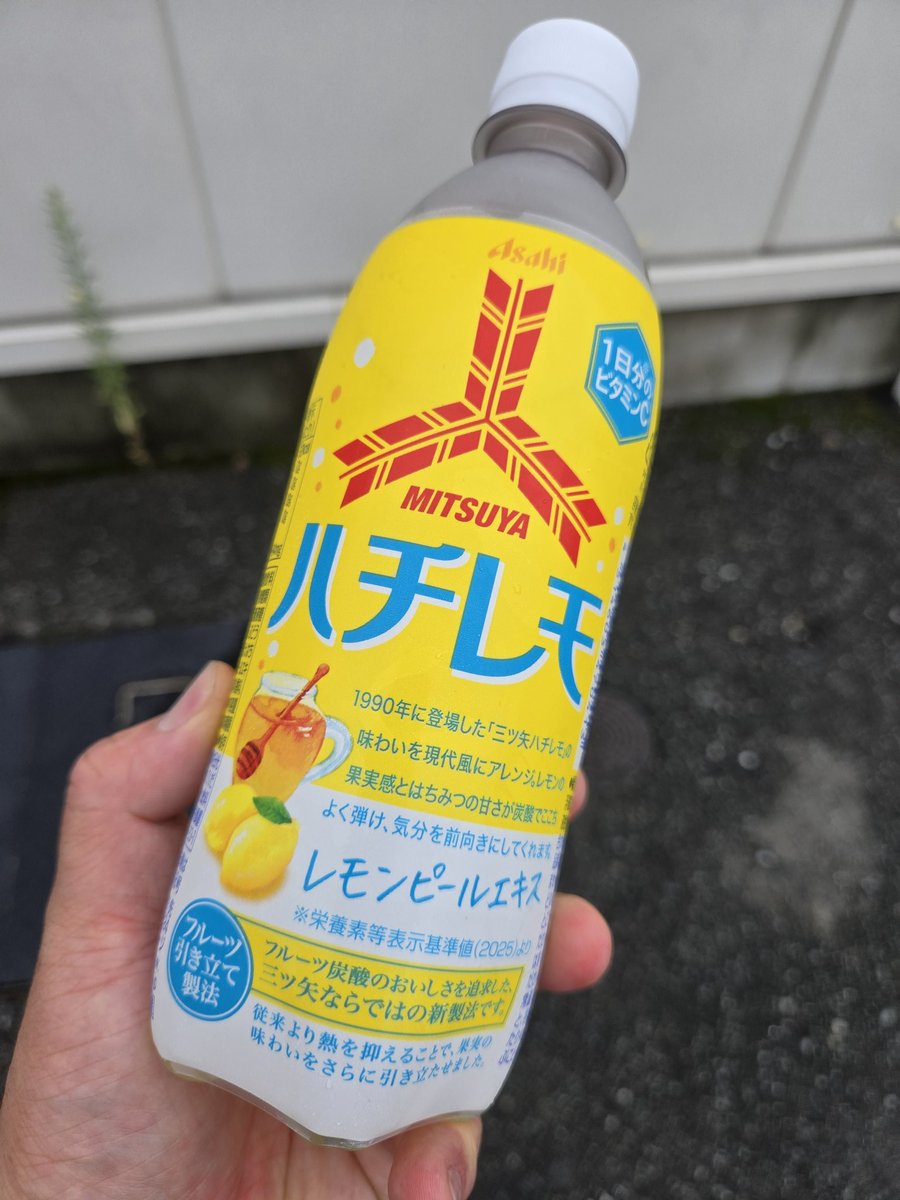 Asahi
1日分の
ビタミンC
MITSUYA
ハチレモ
1990年に登場した「三ツ矢ハチレモ」の
味わいを現代風にアレンジ。レモンの
果実感とはちみつの甘さが炭酸でここち
よく弾け、気分を前向きにしてくれます。
レモンピールエキス
※栄養素等表示基準値(2025)より
フルーツ
引き立て
製法
フルーツ炭酸のおいしさを追求した、
三ツ矢ならではの新製法です。
従来より熱を抑えることで、果実の
味わいをさらに引き立たせました。